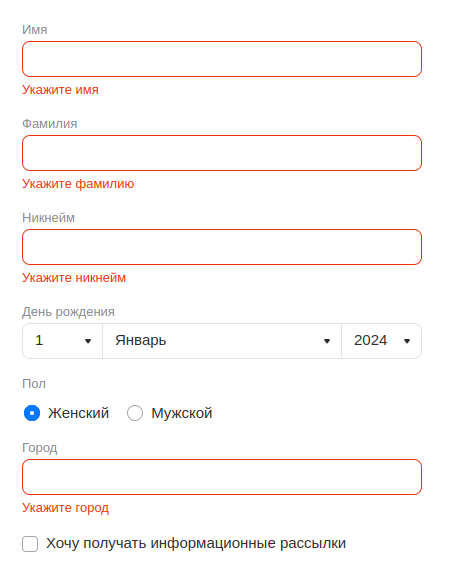 Имя
Укажите имя
Фамилия
Укажите фамилию
Никнейм
Укажите никнейм
День рождения
1 Январь 2024
Пол
Женский Мужской
Город
Укажите город
Хочу получать информационные рассылки